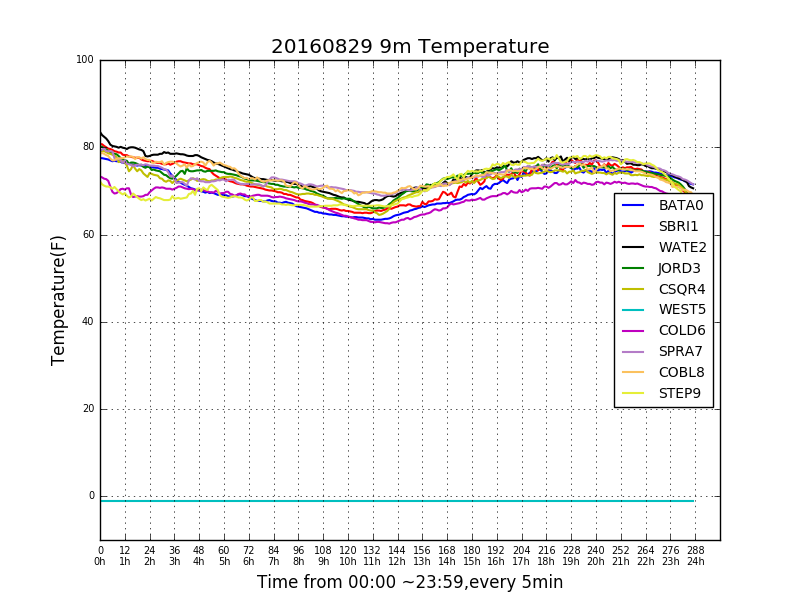 20160829 9m Temperature
100
80
60
40
20
0
Temperature(F)
BATA0
SBRI1
WATE2
JORD3
CSQR4
WEST5
COLD6
SPRA7
COBL8
STEP9
0 12 24 36 48 60 72 84 96 108 120 132 144 156 168 180 192 204 216 228 240 252 264 276 288
0h 1h 2h 3h 4h 5h 6h 7h 8h 9h 10h 11h 12h 13h 14h 15h 16h 17h 18h 19h 20h 21h 22h 23h 24h
Time from 00:00 ~23:59,every 5min